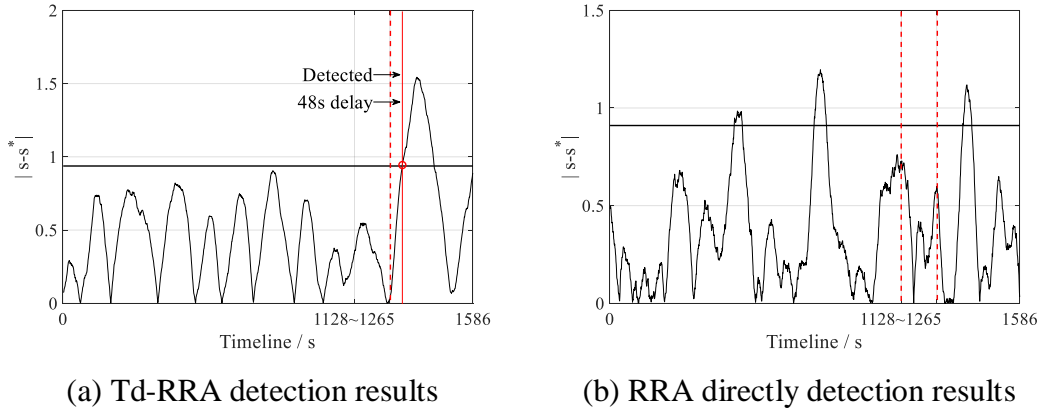 2
1.5
1
0.5
0
| s-s* |
Detected
48s delay
0
1128~1265
1586
Timeline / s
(a) Td-RRA detection results
1.5
1
0.5
0
| s-s* |
0
1128~1265
1586
Timeline / s
(b) RRA directly detection results